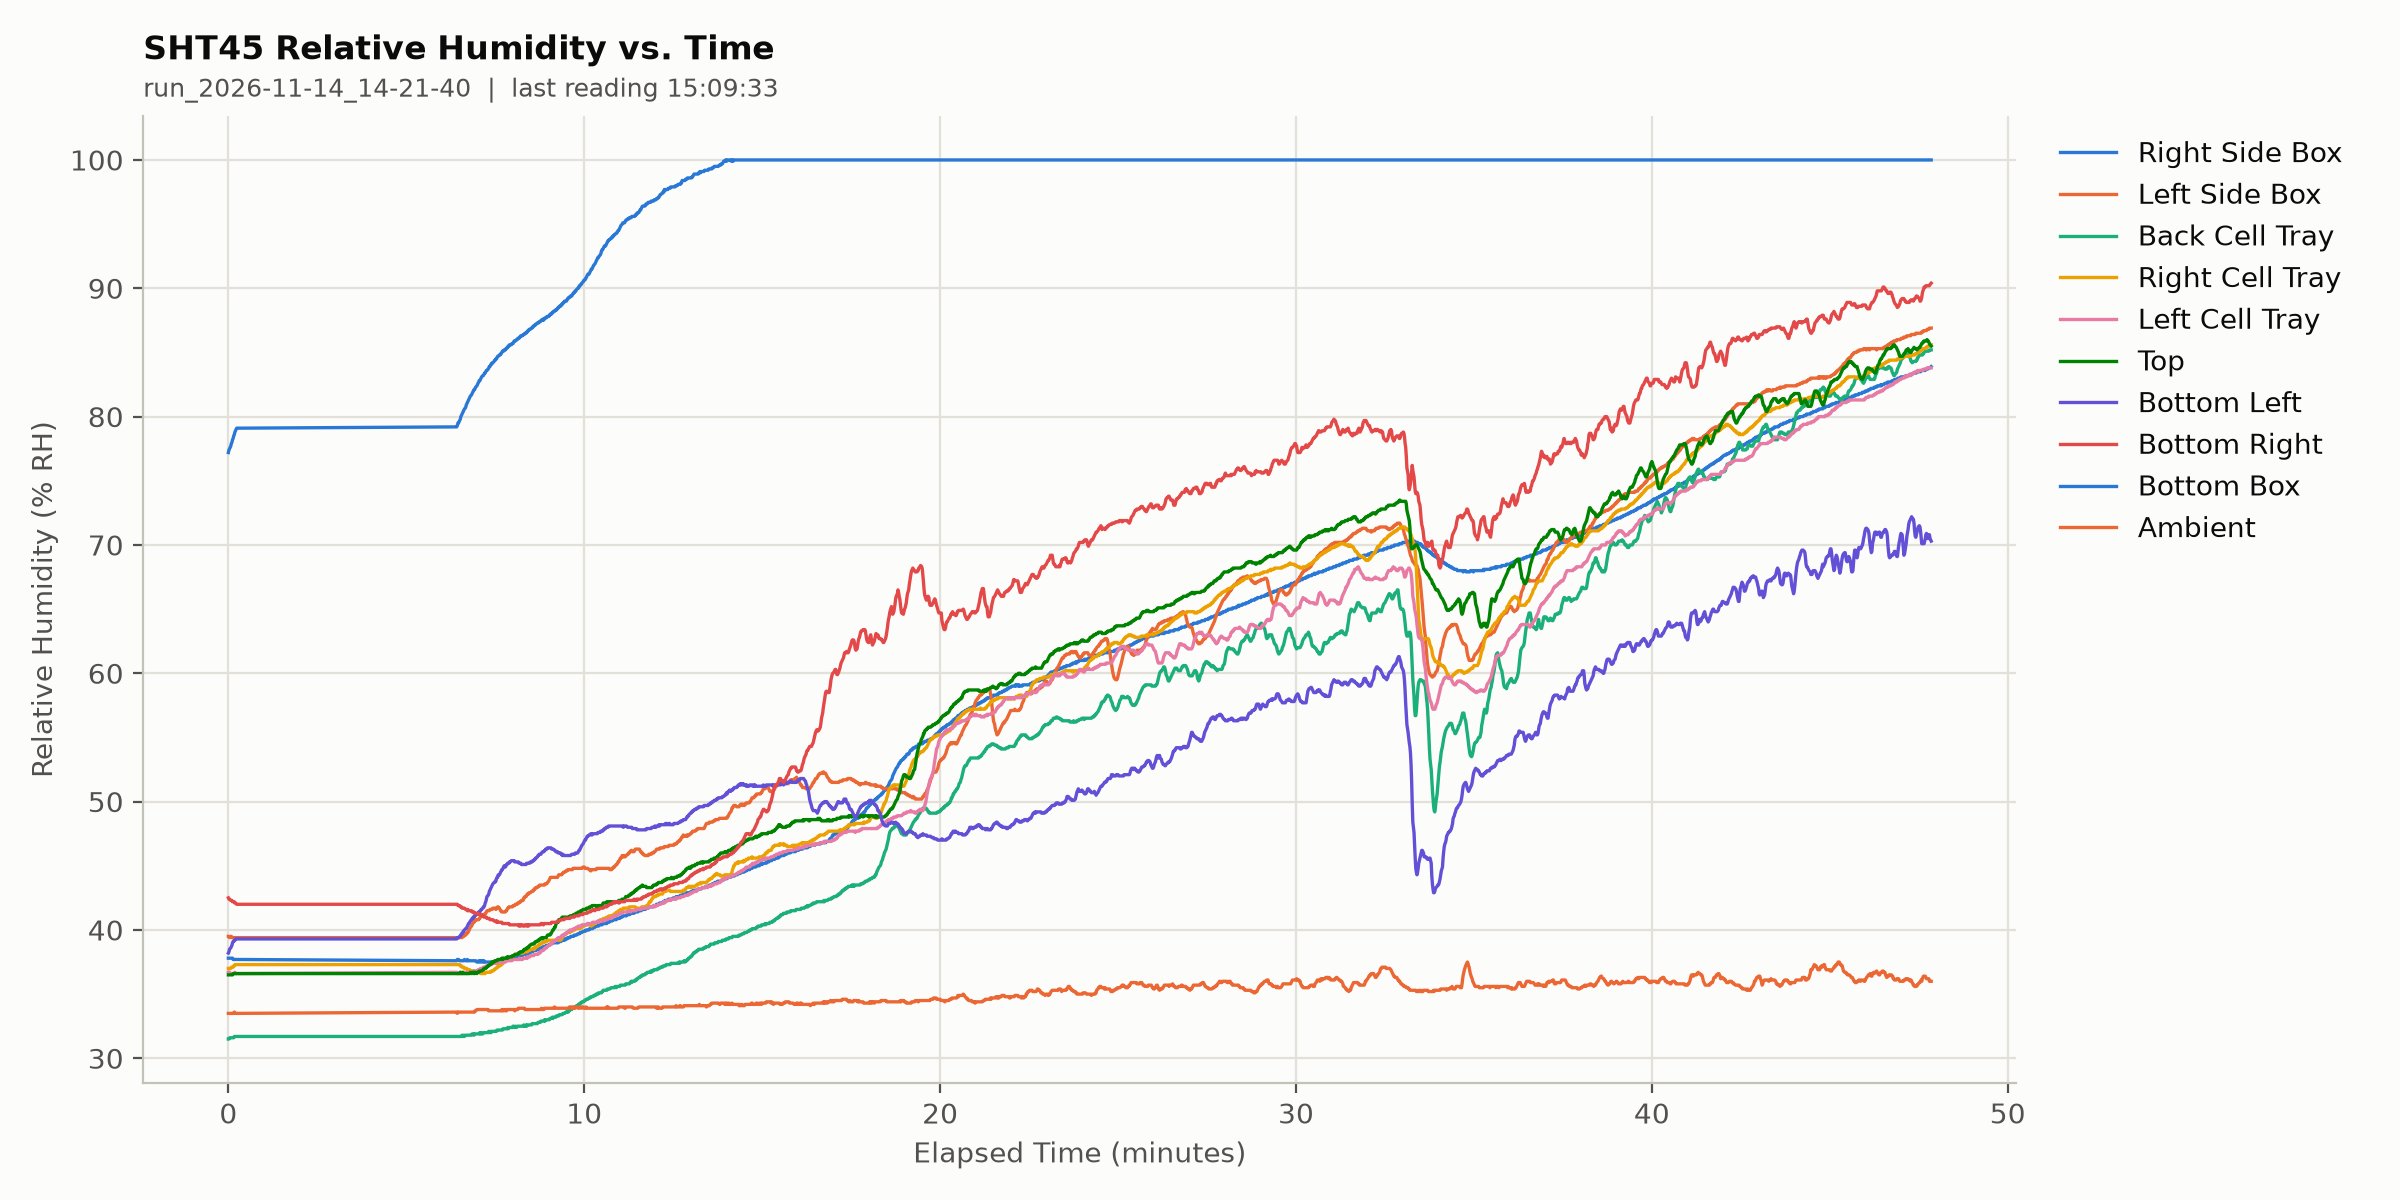 SHT45 Relative Humidity vs. Time
run_2026-11-14_14-21-40 | last reading 15:09:33
Relative Humidity (% RH)
100
90
80
70
60
50
40
30
0
10
20
30
40
50
Elapsed Time (minutes)
Right Side Box
Left Side Box
Back Cell Tray
Right Cell Tray
Left Cell Tray
Top
Bottom Left
Bottom Right
Bottom Box
Ambient